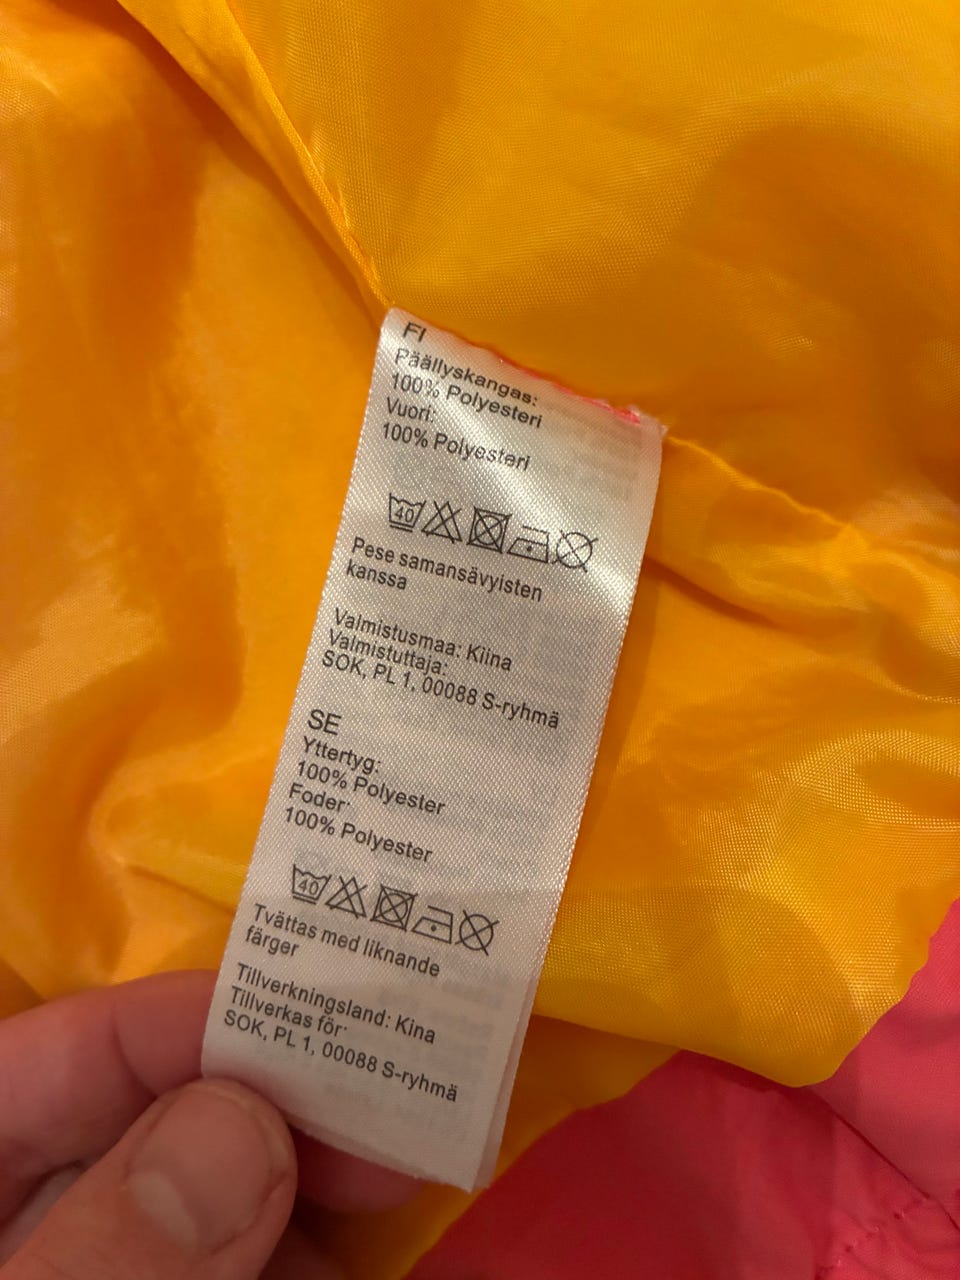 FI
Päällyskangas:
100% Polyesteri
Vuori:
100% Polyesteri
40
Pese samansävyisten
kanssa
Valmistusmaa: Kiina
Valmistuttaja:
SOK, PL 1, 00088 S-ryhmä
SE
Yttertyg:
100% Polyester
Foder:
100% Polyester
40
Tvättas med liknande
färger
Tillverkningsland: Kina
Tillverkas för:
SOK, PL 1, 00088 S-ryhmä